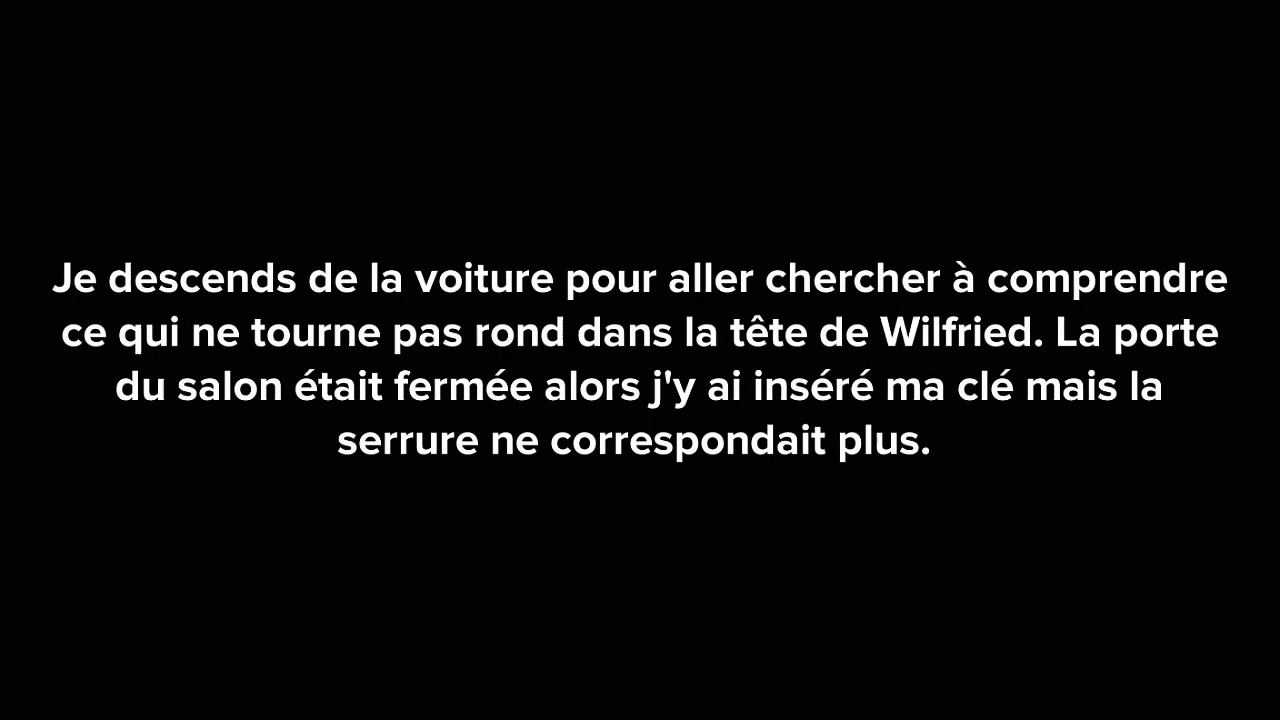 Je descends de la voiture pour aller chercher à comprendre
ce qui ne tourne pas rond dans la tête de Wilfried. La porte
du salon était fermée alors j'y ai inséré ma clé mais la
serrure ne correspondait plus.